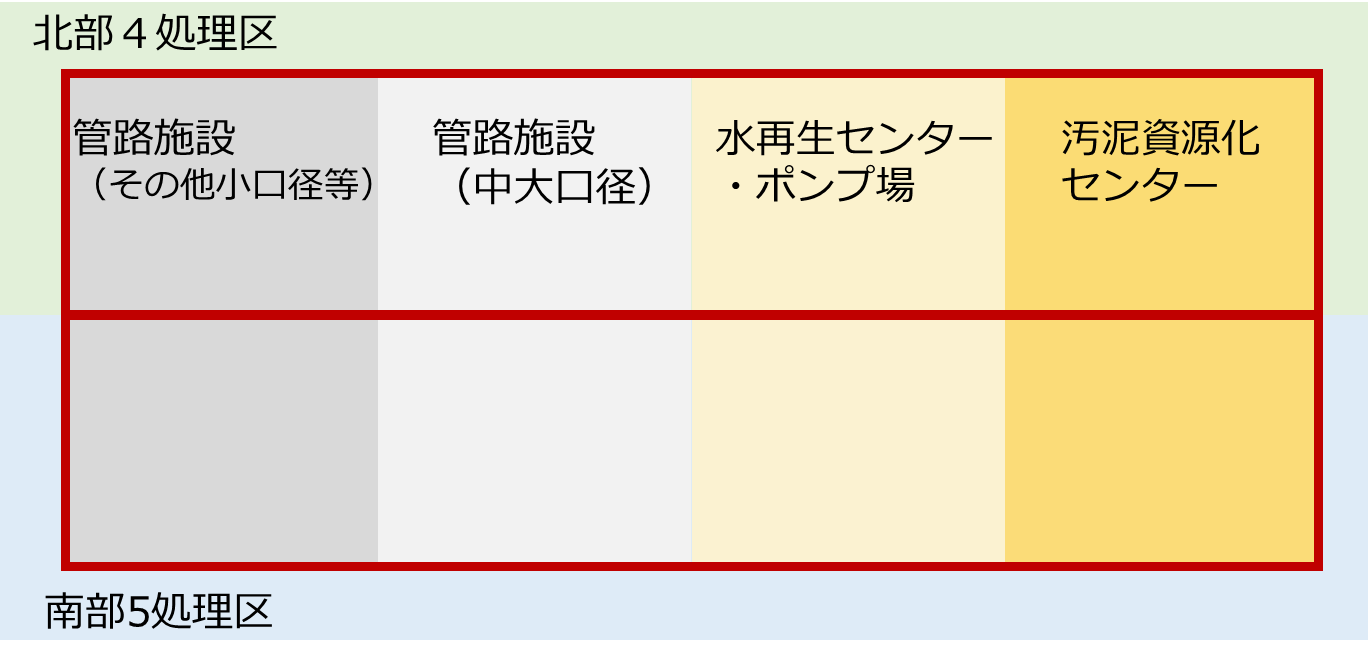 北部４処理区
管路施設
（その他小口径等）
管路施設
（中大口径）
水再生センター
・ポンプ場
汚泥資源化
センター
南部5処理区